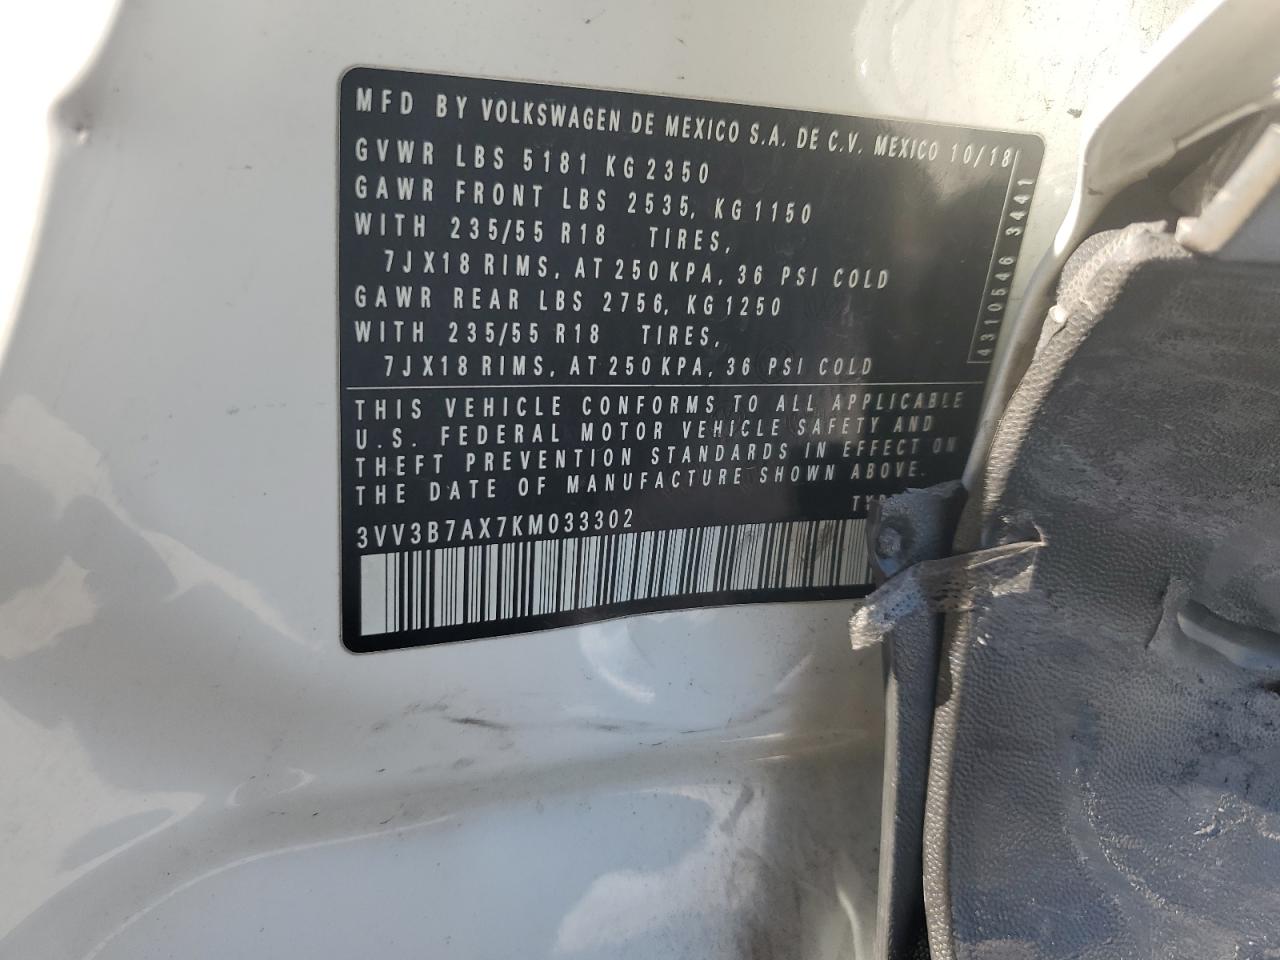 MFD BY VOLKSWAGEN DE MEXICO S.A. DE C.V. MEXICO 10/18
GVWR LBS 5181 KG 2350
GAWR FRONT LBS 2535, KG 1150
WITH 235/55 R18 TIRES,
7JX18 RIMS, AT 250 KPA, 36 PSI COLD
GAWR REAR LBS 2756, KG 1250
WITH 235/55 R18 TIRES,
7JX18 RIMS, AT 250 KPA, 36 PSI COLD
4310546 3441
THIS VEHICLE CONFORMS TO ALL APPLICABLE
U.S. FEDERAL MOTOR VEHICLE SAFETY AND
THEFT PREVENTION STANDARDS IN EFFECT ON
THE DATE OF MANUFACTURE SHOWN ABOVE.
3VV3B7AX7KM033302